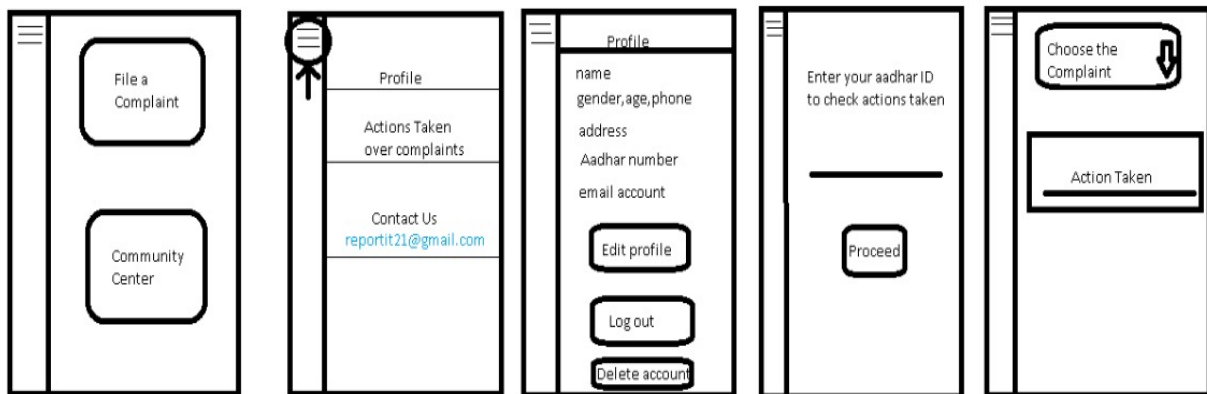 File a
Complaint
Community
Center
Profile
Actions Taken
over complaints
Contact Us
reportit21@gmail.com
Profile
name
gender,age,phone
address
Aadhar number
email account
Edit profile
Log out
Delete account
Enter your aadhar ID
to check actions taken
Proceed
Choose the
Complaint
Action Taken